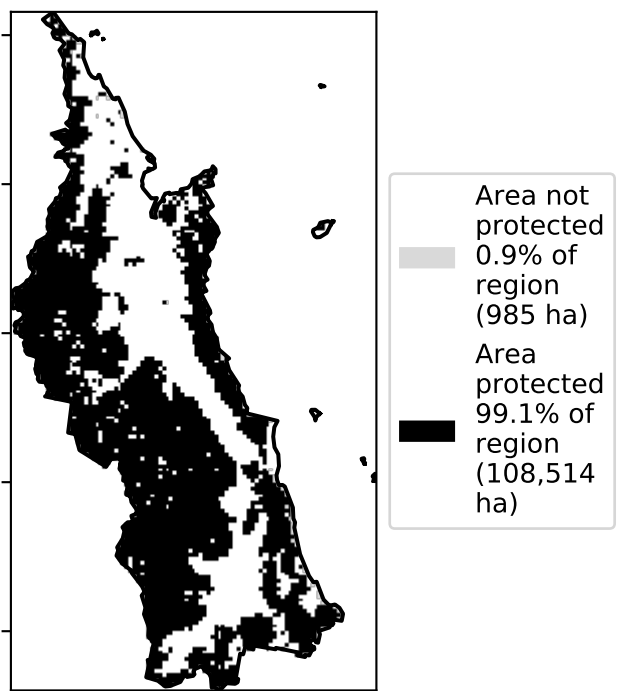 Area not
protected
0.9% of
region
(985 ha)
Area
protected
99.1% of
region
(108,514
ha)